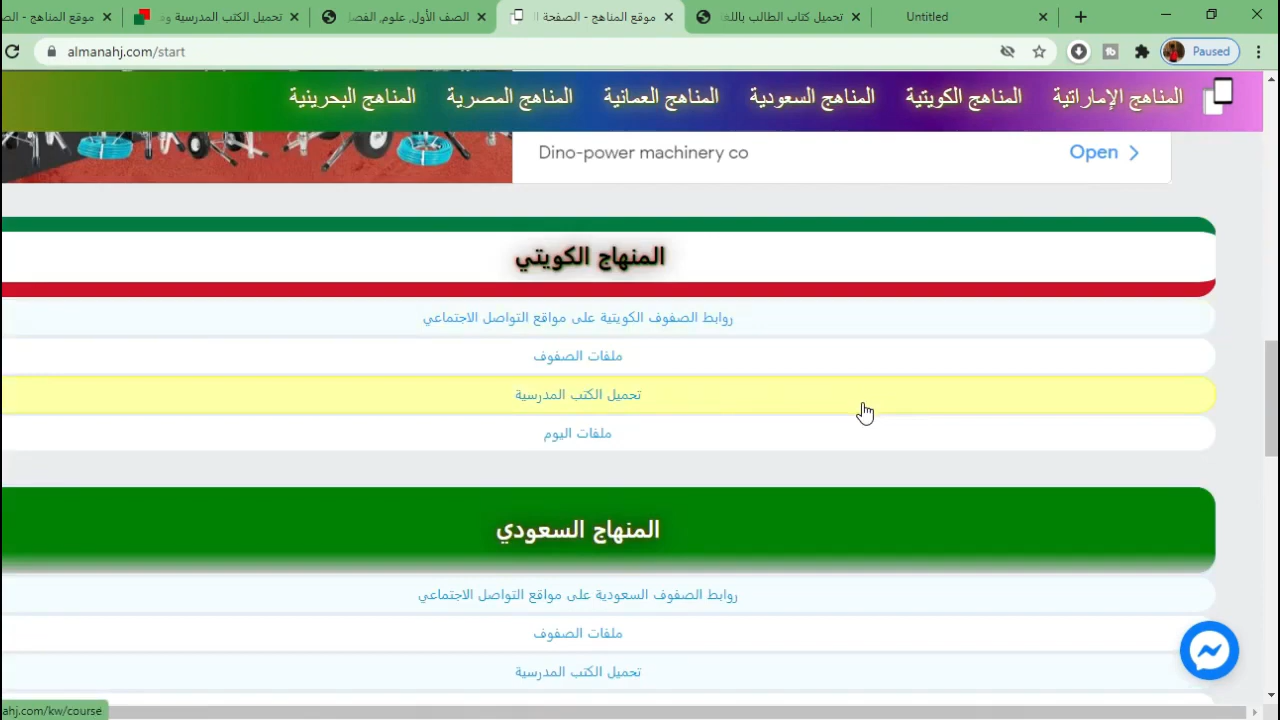 موقع المناهج - الص
تحميل الكتب المدرسية وم
الصف الأول, علوم, الفصل
موقع المناهج - الصفحة ال
تحميل كتاب الطالب باللغ
Untitled
almanahj.com/start
Paused
المناهج الإماراتية
المناهج الكويتية
المناهج السعودية
المناهج العمانية
المناهج المصرية
المناهج البحرينية
Dino-power machinery co
Open
المنهاج الكويتي
روابط الصفوف الكويتية على مواقع التواصل الاجتماعي
ملفات الصفوف
تحميل الكتب المدرسية
ملفات اليوم
المنهاج السعودي
روابط الصفوف السعودية على مواقع التواصل الاجتماعي
ملفات الصفوف
تحميل الكتب المدرسية
ahj.com/kw/course